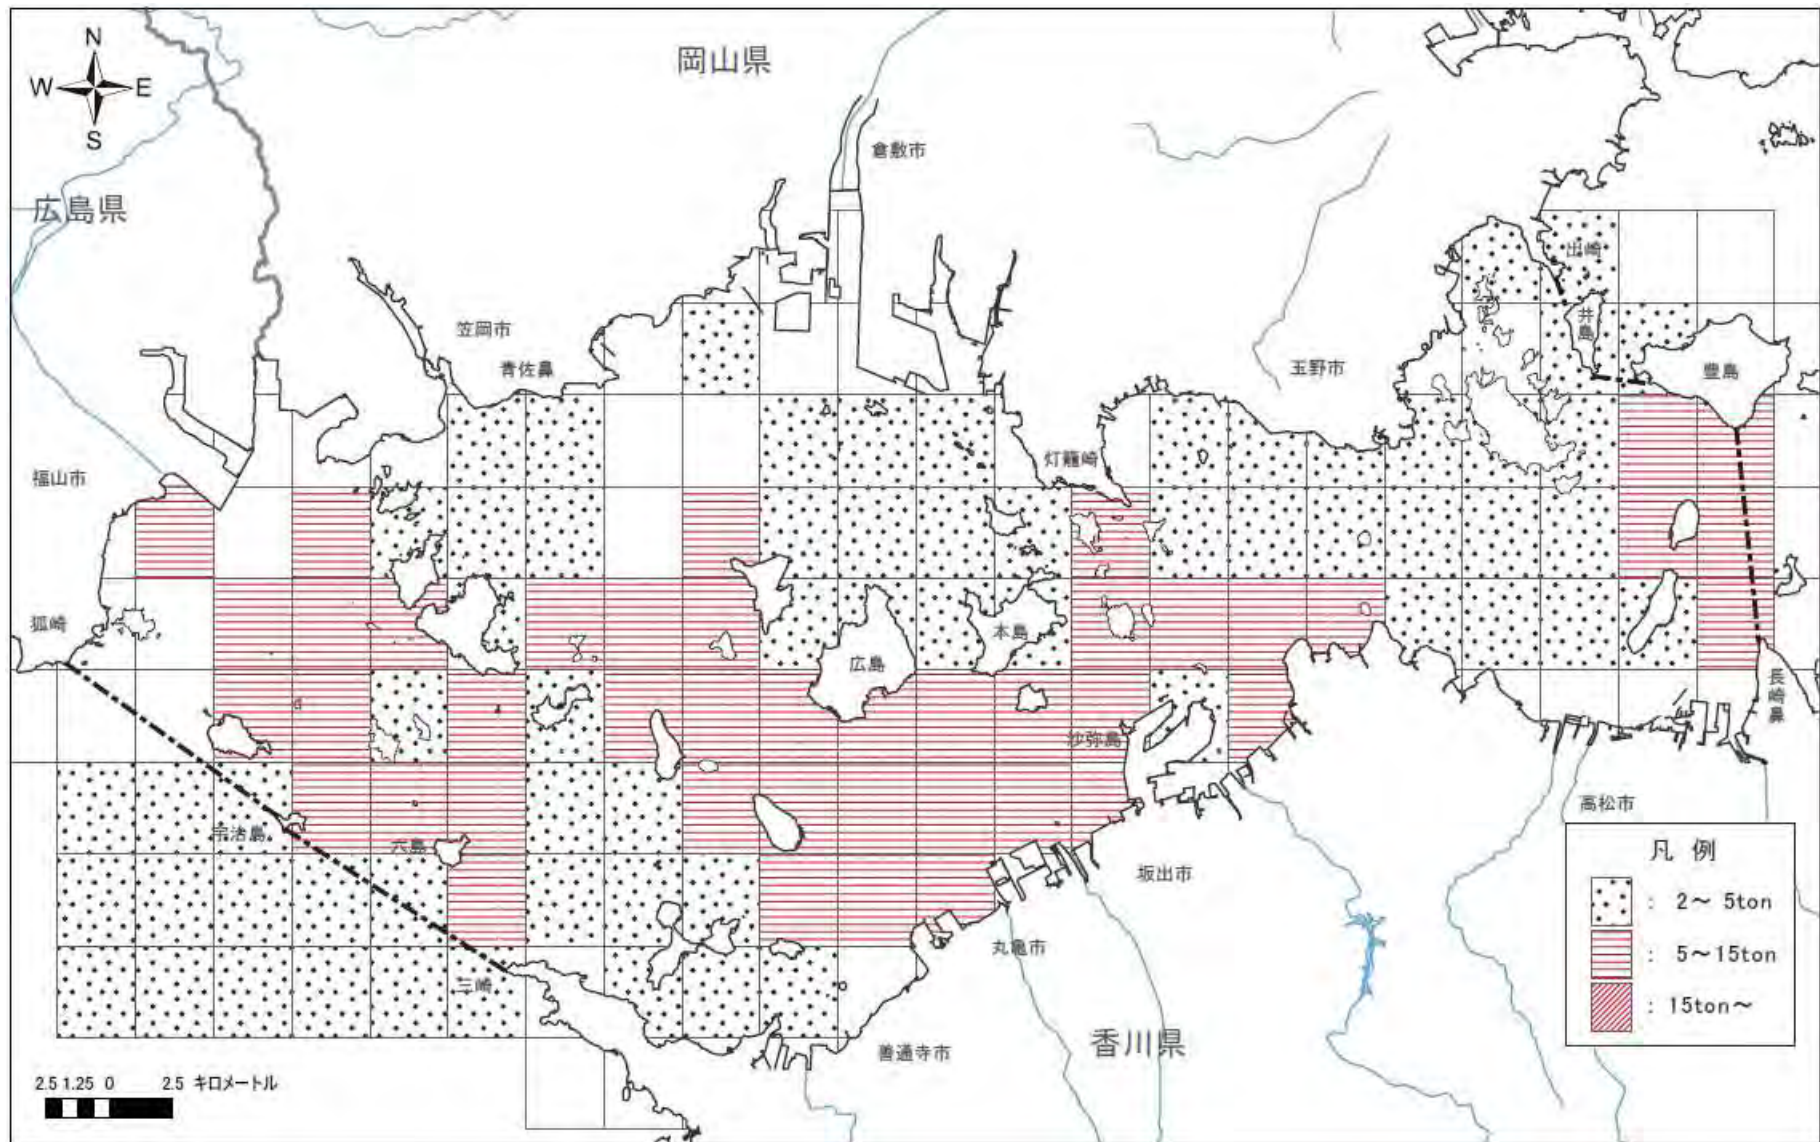 N
岡山県
W
E
S
倉敷市
広島県
出崎
井島
笠岡市
青佐鼻
玉野市
豊島
灯籠崎
福山市
狐崎
本島
広島
長崎鼻
沙弥島
高松市
宇治島
六島
凡 例
坂出市
: 2～ 5ton
丸亀市
: 5～15ton
三崎
: 15ton～
香川県
善通寺市
2.5 1.25 0 2.5 キロメートル